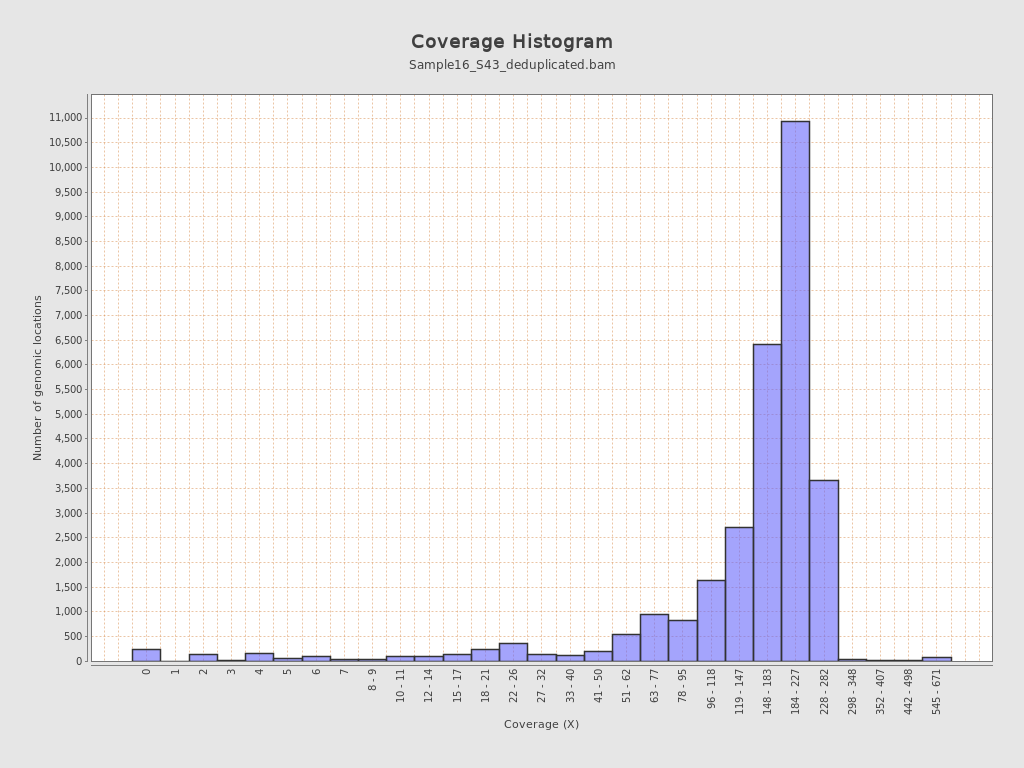 Coverage Histogram
Sample16_S43_deduplicated.bam
Number of genomic locations
11,000
10,500
10,000
9,500
9,000
8,500
8,000
7,500
7,000
6,500
6,000
5,500
5,000
4,500
4,000
3,500
3,000
2,500
2,000
1,500
1,000
500
0
0
1
2
3
4
5
6
7
8 - 9
10 - 11
12 - 14
15 - 17
18 - 21
22 - 26
27 - 32
33 - 40
41 - 50
51 - 62
63 - 77
78 - 95
96 - 118
119 - 147
148 - 183
184 - 227
228 - 282
298 - 348
352 - 407
442 - 498
545 - 671
Coverage (X)